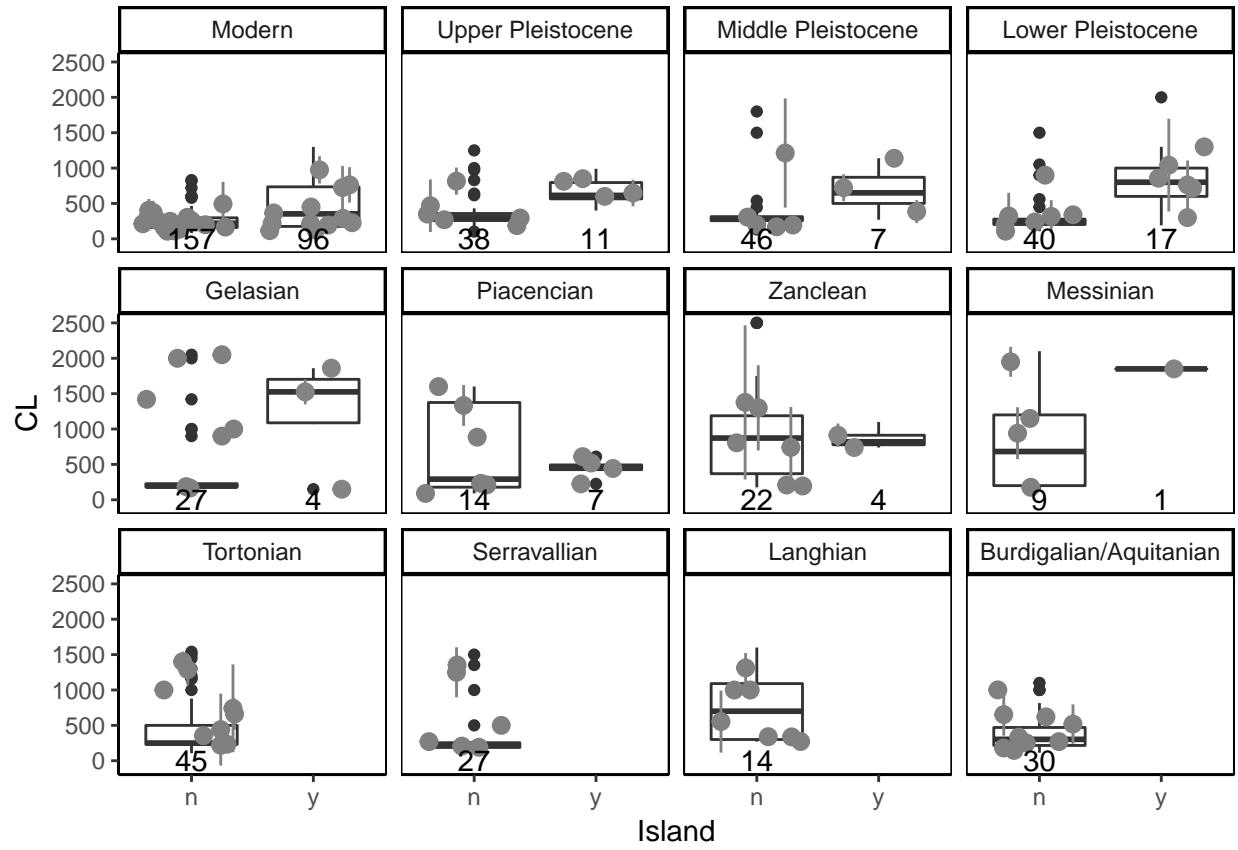 Modern Upper Pleistocene Middle Pleistocene Lower Pleistocene
2500
2000
1500
1000
500
0
157 96 38 11 46 7 40 17
Gelasian Piacencian Zanclean Messinian
2500
2000
1500
1000
500
0
27 4 14 7 22 4 9 1
CL
Tortonian Serravallian Langhian Burdigalian/Aquitanian
2500
2000
1500
1000
500
0
45 27 14 30
n y n y n y n y
Island